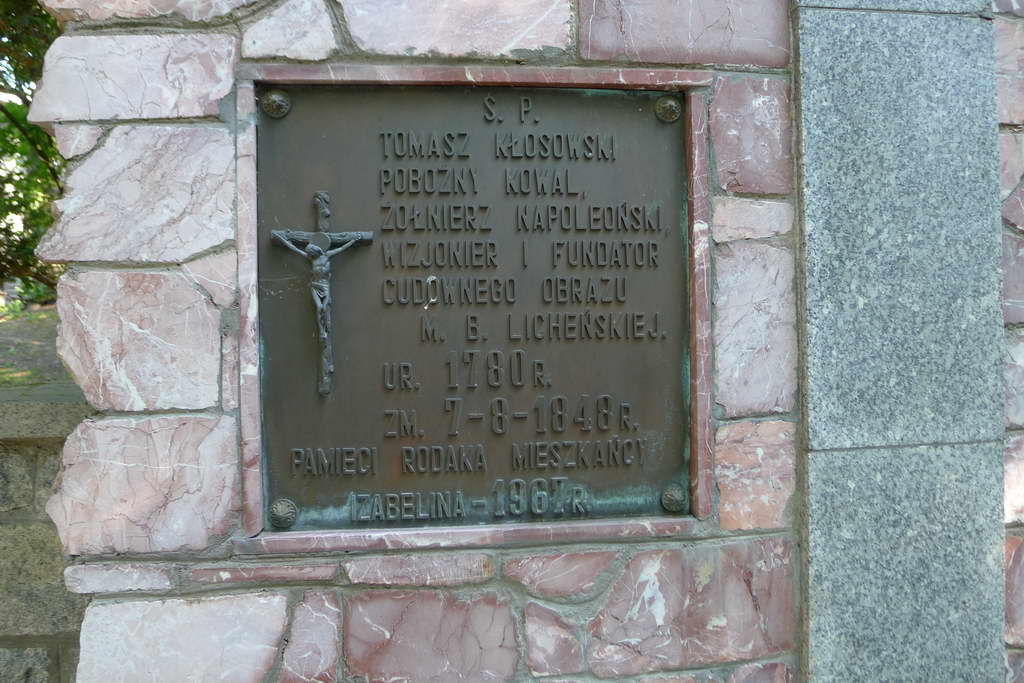 Ś. P.
TOMASZ KŁOSOWSKI
POBOŻNY KOWAL,
ŻOŁNIERZ NAPOLEOŃSKI,
WIZJONIER I FUNDATOR
CUDOWNEGO OBRAZU
M. B. LICHEŃSKIEJ.
UR. 1780 R.
ZM. 7-8-1848 R.
PAMIĘCI RODAKA MIESZKAŃCY
IZABELINA - 1967 R.